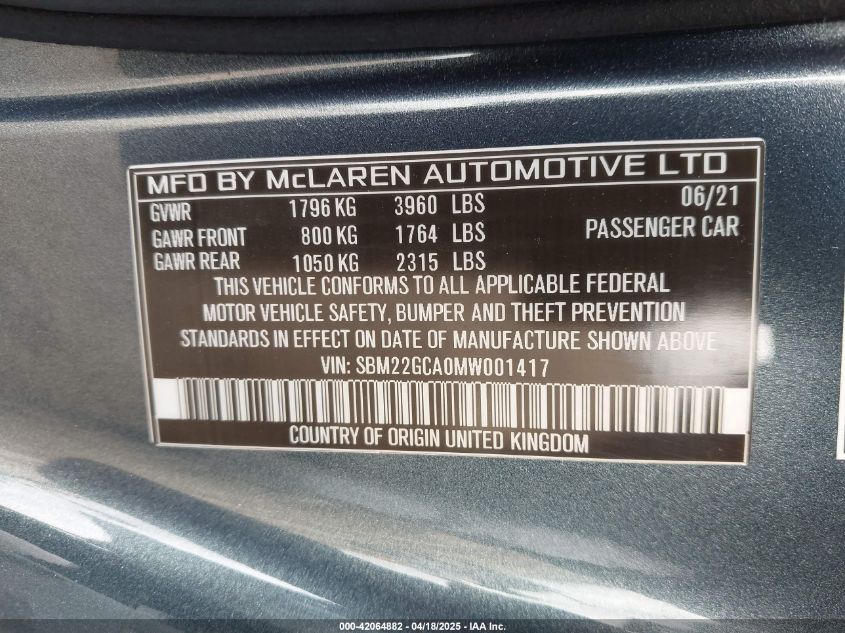 MFD BY McLAREN AUTOMOTIVE LTD
GVWR 1796 KG 3960 LBS 06/21
GAWR FRONT 800 KG 1764 LBS PASSENGER CAR
GAWR REAR 1050 KG 2315 LBS
THIS VEHICLE CONFORMS TO ALL APPLICABLE FEDERAL
MOTOR VEHICLE SAFETY, BUMPER AND THEFT PREVENTION
STANDARDS IN EFFECT ON DATE OF MANUFACTURE SHOWN ABOVE
VIN: SBM22GCA0MW001417
COUNTRY OF ORIGIN UNITED KINGDOM
000-42064882 - 04/18/2025 - IAA Inc.